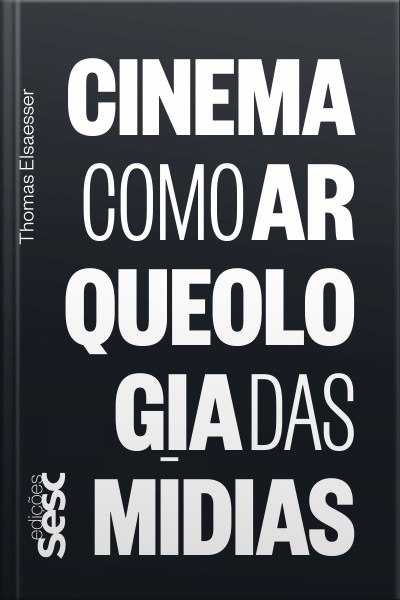 Thomas Elsaesser
CINEMA
COMO AR
QUEOLO
GIA DAS
MÍDIAS
edições
sesc